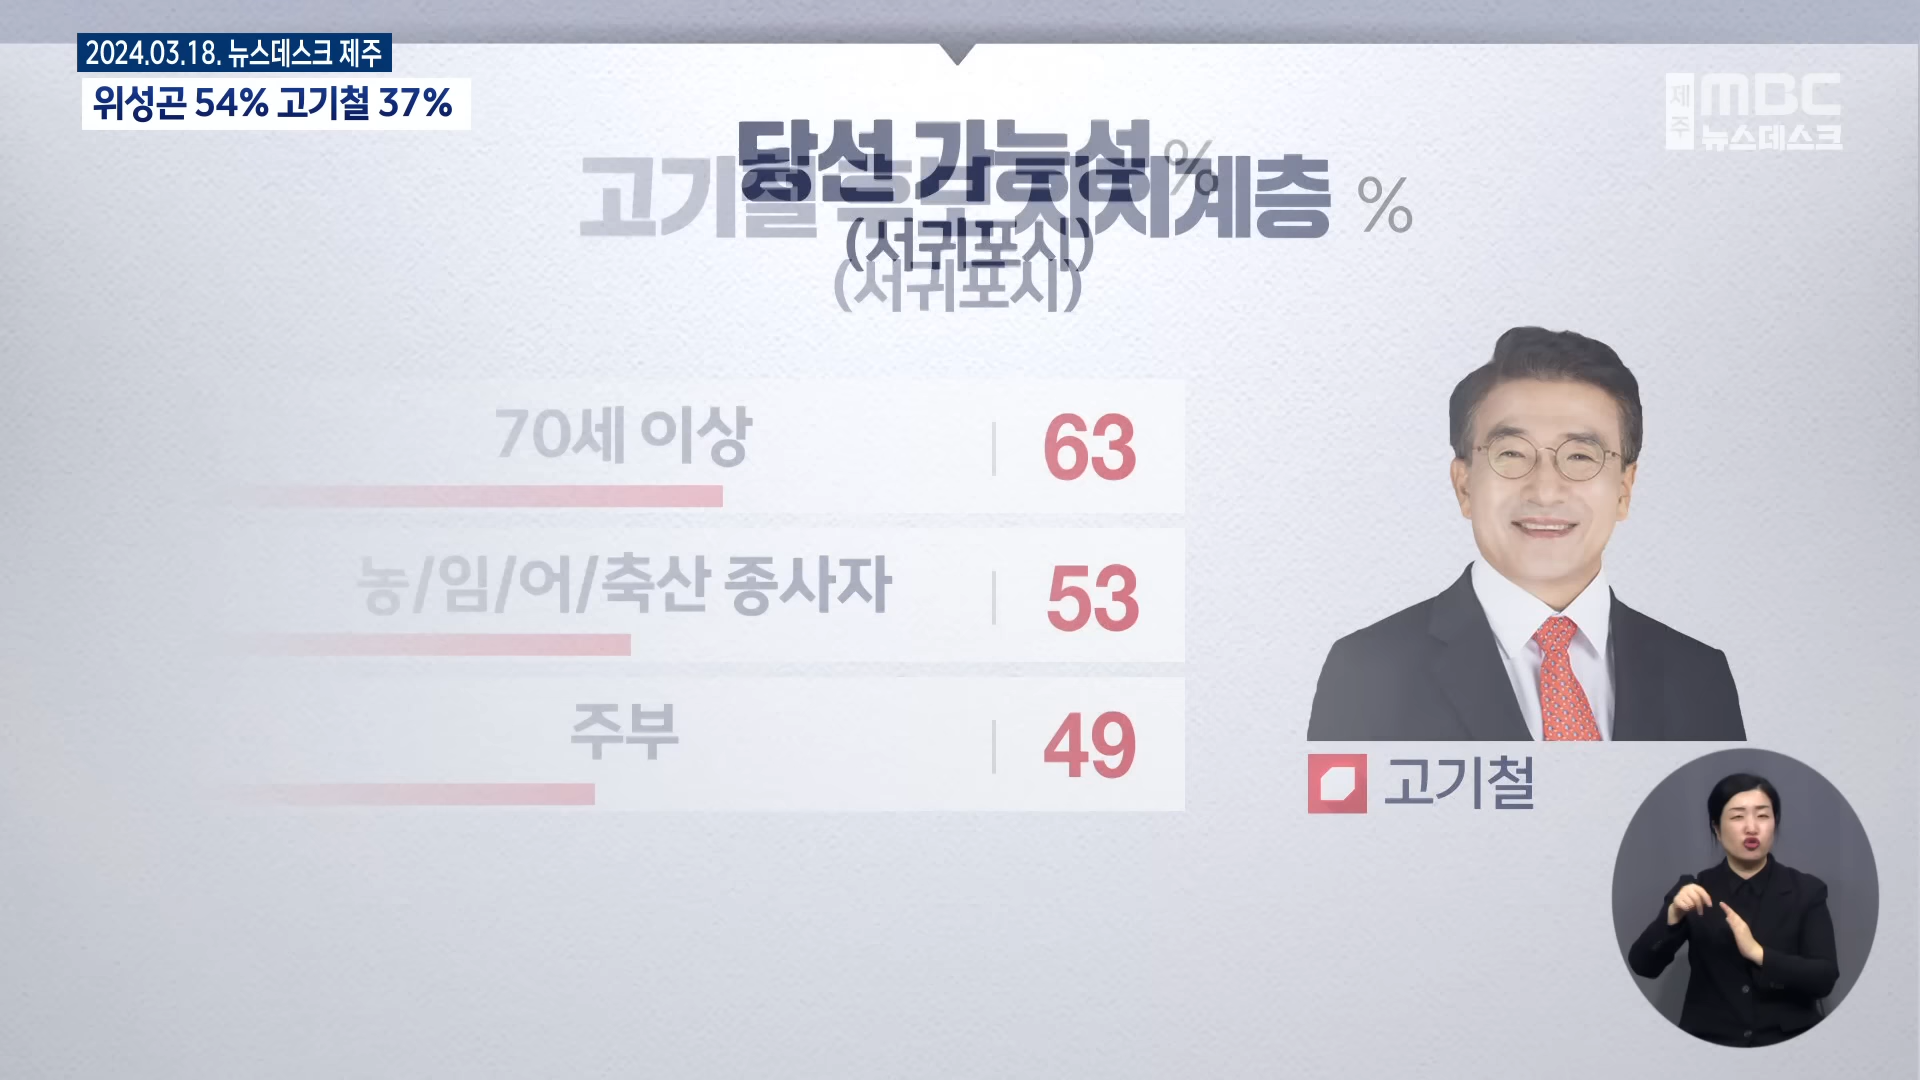 2024.03.18. 뉴스데스크 제주
위성곤 54% 고기철 37%
제주 MBC
뉴스데스크
당선 가능성 %
(서귀포시)
고기철 후보 지지계층 %
(서귀포시)
70세 이상 63
농/임/어/축산 종사자 53
주부 49
고기철